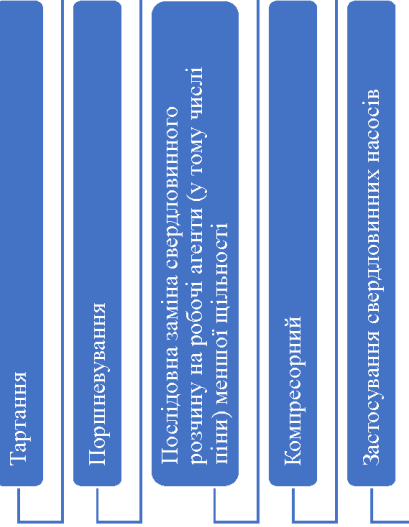 Тартання
Поршневування
Послідовна заміна свердловинного
розчину на робочі агенти (у тому числі
піни) меншої щільності
Компресорний
Застосування свердловинних насосів